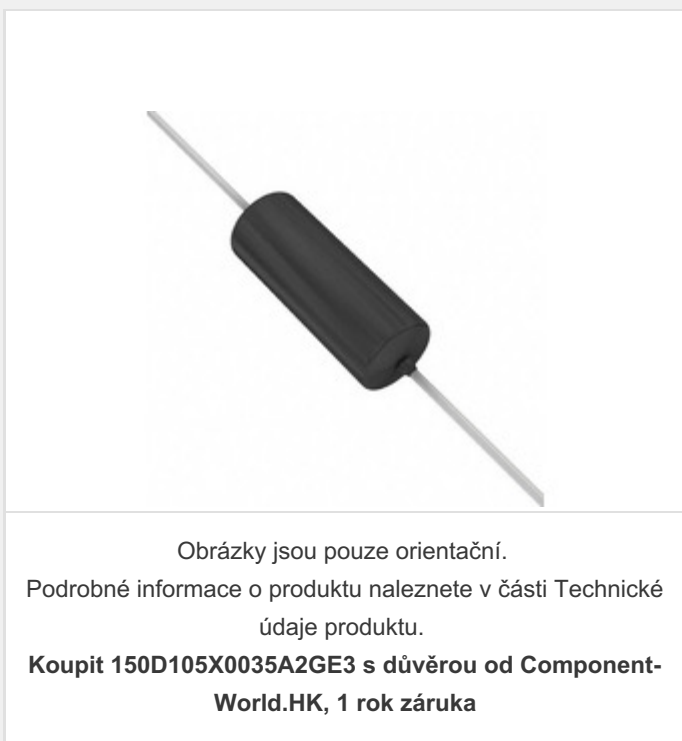 Obrázky jsou pouze orientační.
Podrobné informace o produktu naleznete v části Technické
údaje produktu.
Koupit 150D105X0035A2GE3 s důvěrou od Component-
World.HK, 1 rok záruka